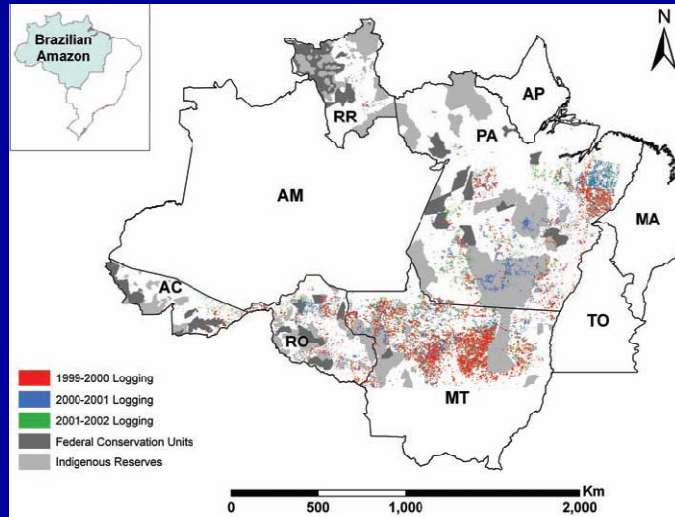 Brazilian
Amazon
N
RR
AP
PA
AM
MA
AC
TO
RO
MT
1999-2000 Logging
2000-2001 Logging
2001-2002 Logging
Federal Conservation Units
Indigenous Reserves
Km
0 500 1,000 2,000